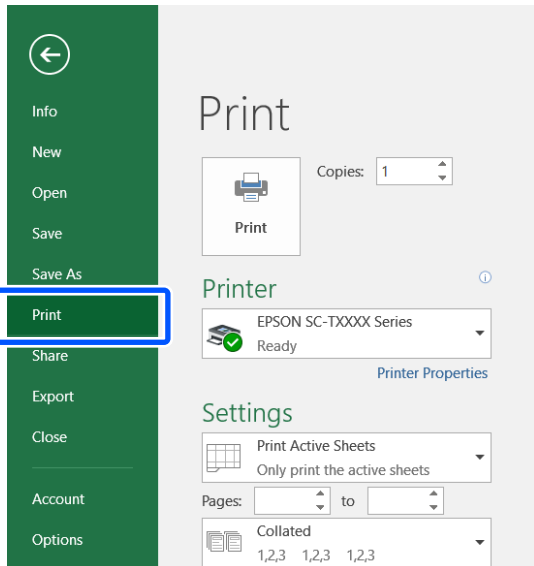 Info
New
Open
Save
Save As
Print
Share
Export
Close
Account
Options
Print
Copies: 1
Print
Printer
EPSON SC-TXXXX Series
Ready
Printer Properties
Settings
Print Active Sheets
Only print the active sheets
Pages: to
Collated
1,2,3 1,2,3 1,2,3